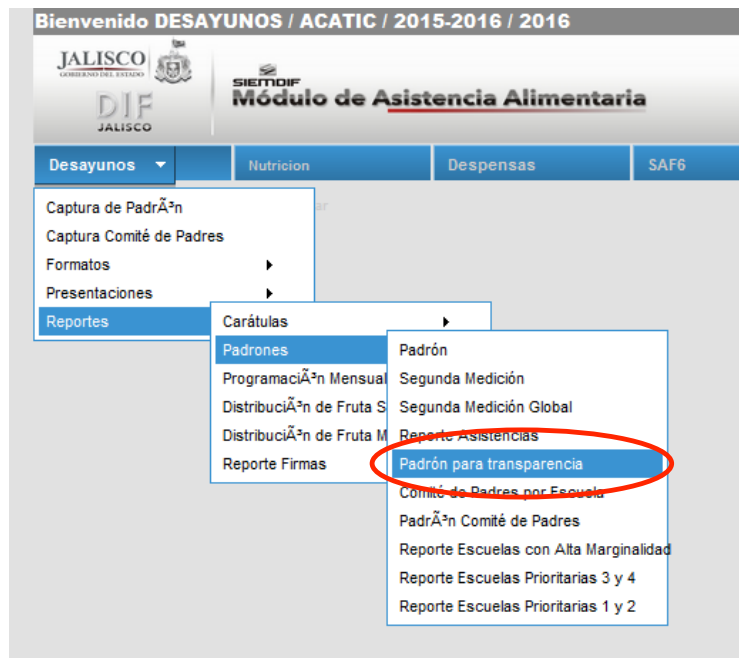 Bienvenido DESAYUNOS / ACATIC / 2015-2016 / 2016
JALISCO
GOBIERNO DEL ESTADO
DIF
JALISCO
SIEMDIF
Módulo de Asistencia Alimentaria
Desayunos
Nutricion
Despensas
SAF6
Captura de PadrÃ³n
ar
Captura Comité de Padres
Formatos
Presentaciones
Reportes
Carátulas
Padrones
ProgramaciÃ³n Mensual
DistribuciÃ³n de Fruta S
DistribuciÃ³n de Fruta M
Reporte Firmas
Padrón
Segunda Medición
Segunda Medición Global
Reporte Asistencias
Padrón para transparencia
Comité de Padres por Escuela
PadrÃ³n Comité de Padres
Reporte Escuelas con Alta Marginalidad
Reporte Escuelas Prioritarias 3 y 4
Reporte Escuelas Prioritarias 1 y 2